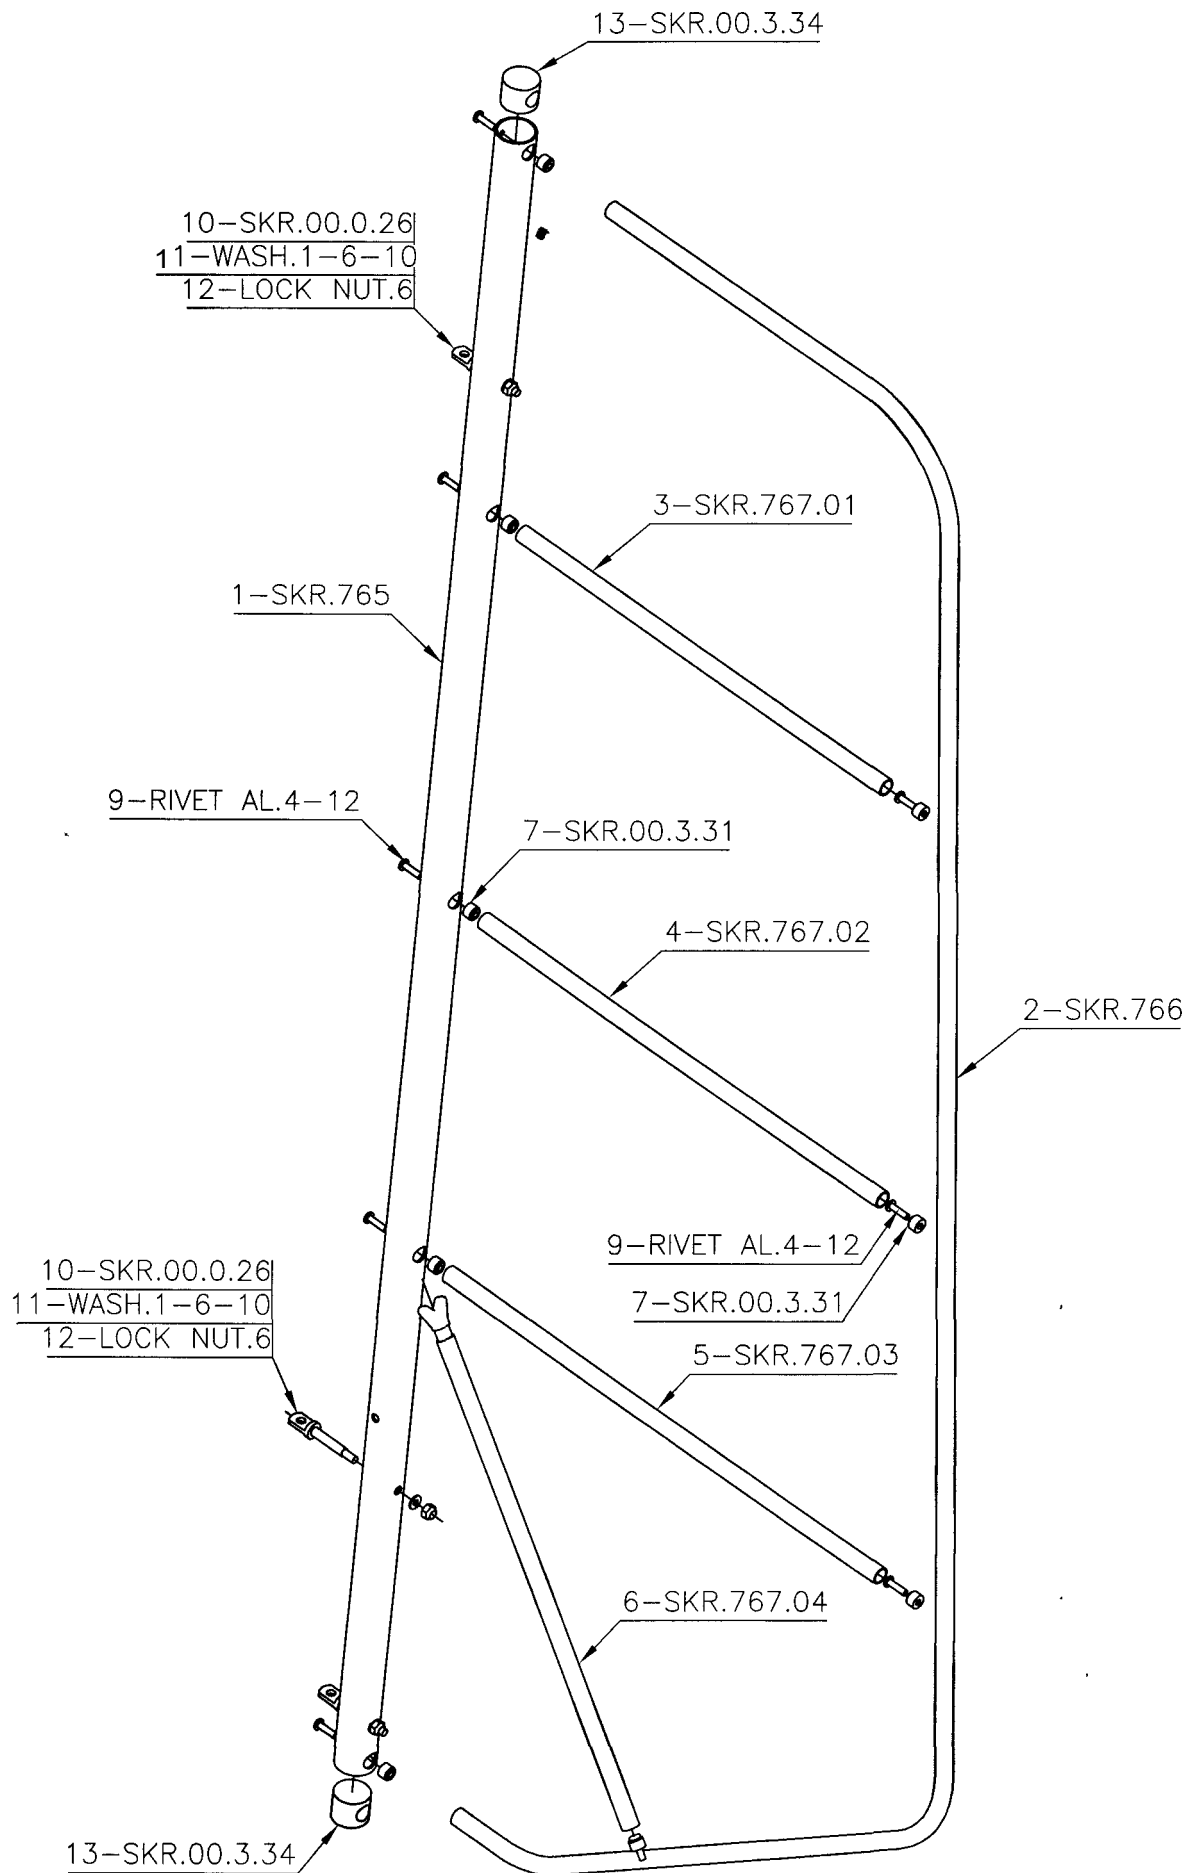 13-SKR.00.3.34
10-SKR.00.0.26
11-WASH.1-6-10
12-LOCK NUT.6
3-SKR.767.01
1-SKR.765
9-RIVET AL.4-12
7-SKR.00.3.31
4-SKR.767.02
2-SKR.766
9-RIVET AL.4-12
10-SKR.00.0.26
7-SKR.00.3.31
11-WASH.1-6-10
12-LOCK NUT.6
5-SKR.767.03
6-SKR.767.04
13-SKR.00.3.34